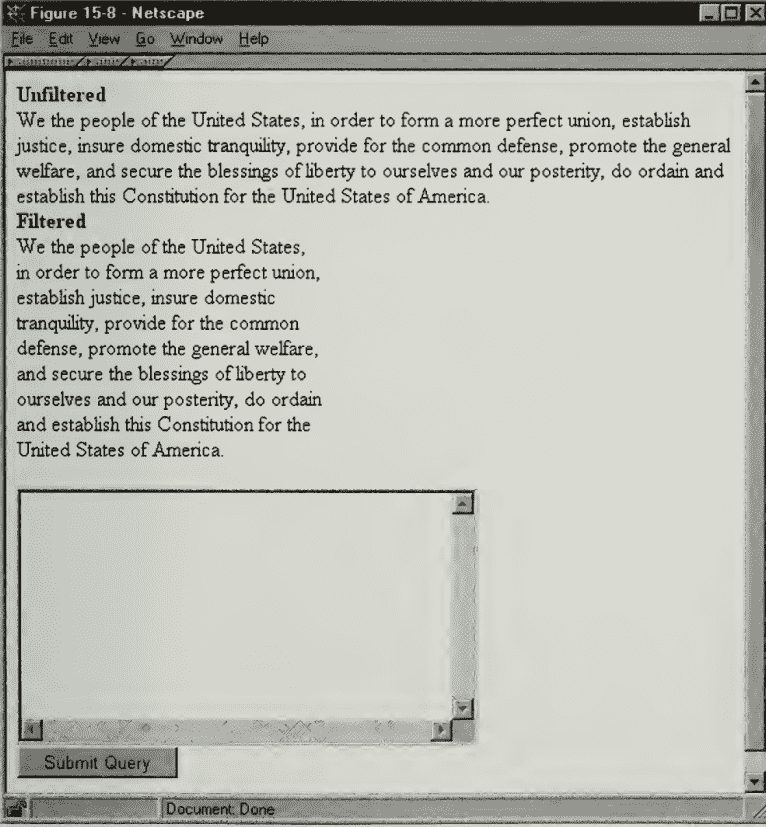 Figure 15-8 - Netscape
File Edit View Go Window Help
Unfiltered
We the people of the United States, in order to form a more perfect union, establish
justice, insure domestic tranquility, provide for the common defense, promote the general
welfare, and secure the blessings of liberty to ourselves and our posterity, do ordain and
establish this Constitution for the United States of America.
Filtered
We the people of the United States,
in order to form a more perfect union,
establish justice, insure domestic
tranquility, provide for the common
defense, promote the general welfare,
and secure the blessings of liberty to
ourselves and our posterity, do ordain
and establish this Constitution for the
United States of America.
Submit Query
Document: Done